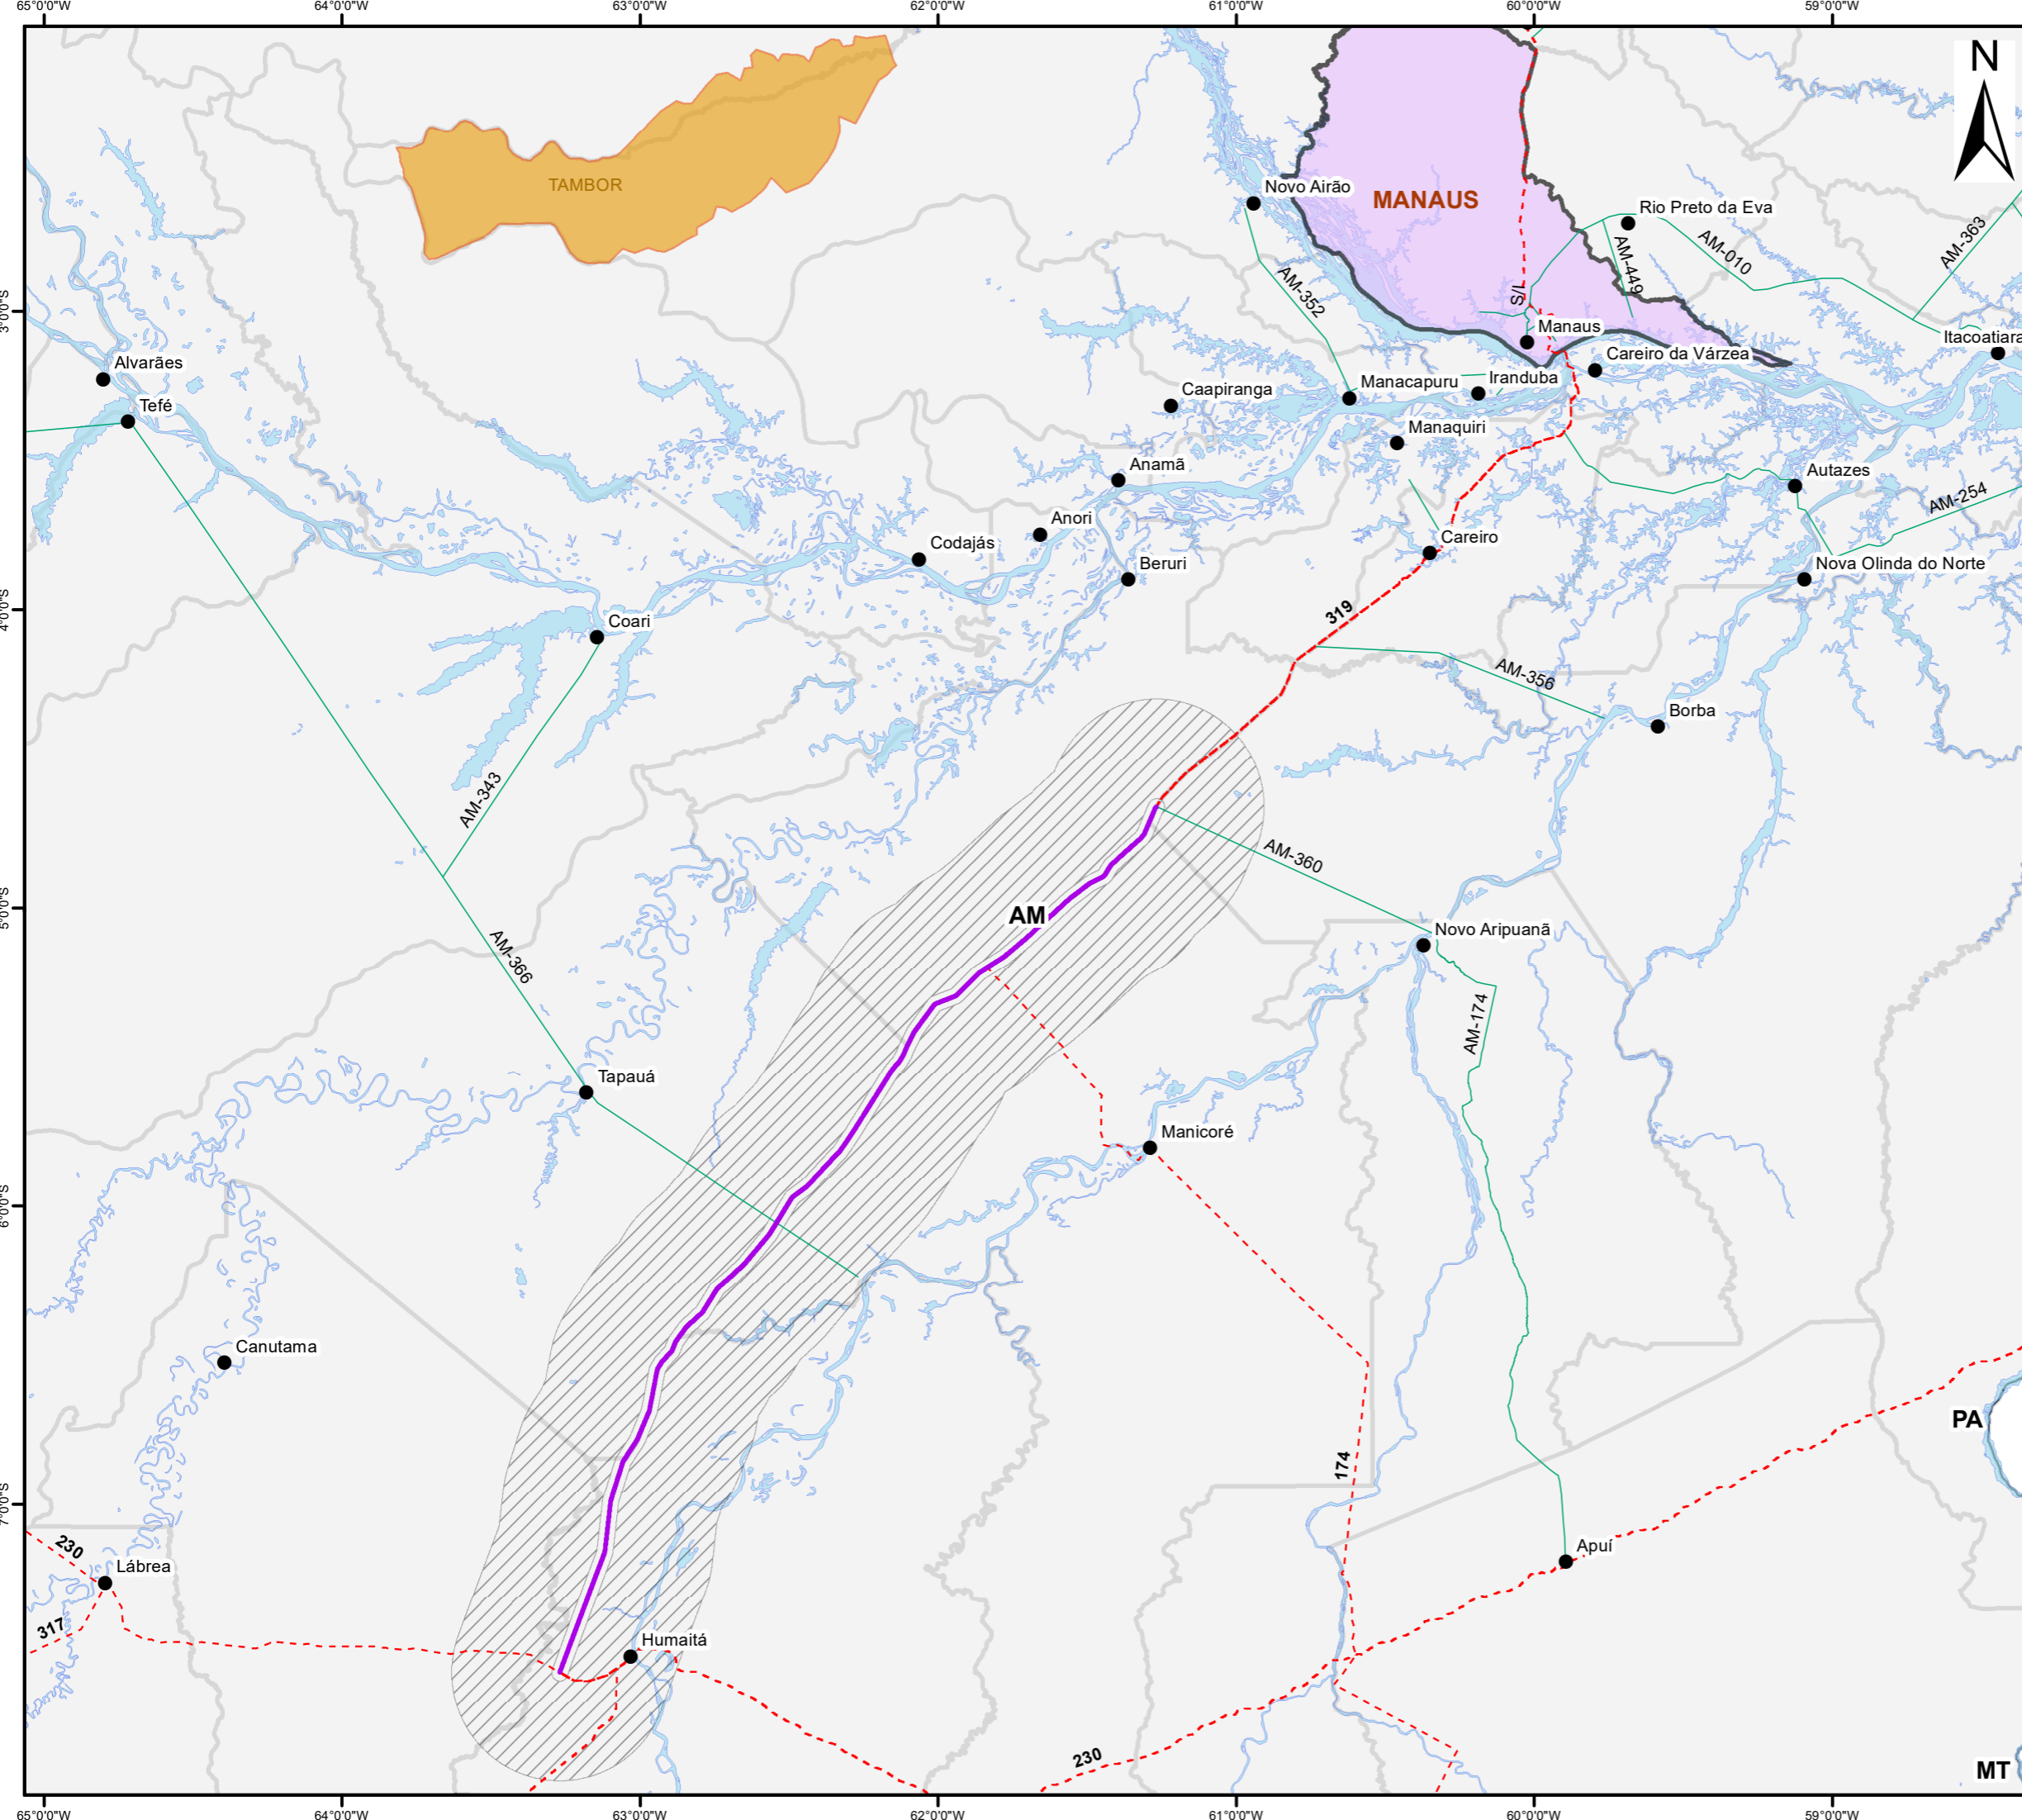 65°0'0"W 64°0'0"W 63°0'0"W 62°0'0"W 61°0'0"W 60°0'0"W 59°0'0"W
N
TAMBOR
Novo Airão
MANAUS
Rio Preto da Eva
AM-010
AM-363
AM-449
AM-352
S/I
3°0'0"S
Manaus
Itacoatiara
Alvarães
Careiro da Várzea
Caapiranga
Manacapuru
Iranduba
Tefé
Manaquiri
Anamã
Autazes
AM-254
Anori
Codajás
Careiro
Beruri
Nova Olinda do Norte
4°0'0"S
319
Coari
AM-356
Borba
AM-343
AM-360
5°0'0"S
AM
Novo Aripuanã
AM-366
AM-174
Tapauá
Manicoré
6°0'0"S
Canutama
PA
174
7°0'0"S
230
Apuí
Lábrea
317
Humaitá
230
MT
65°0'0"W 64°0'0"W 63°0'0"W 62°0'0"W 61°0'0"W 60°0'0"W 59°0'0"W